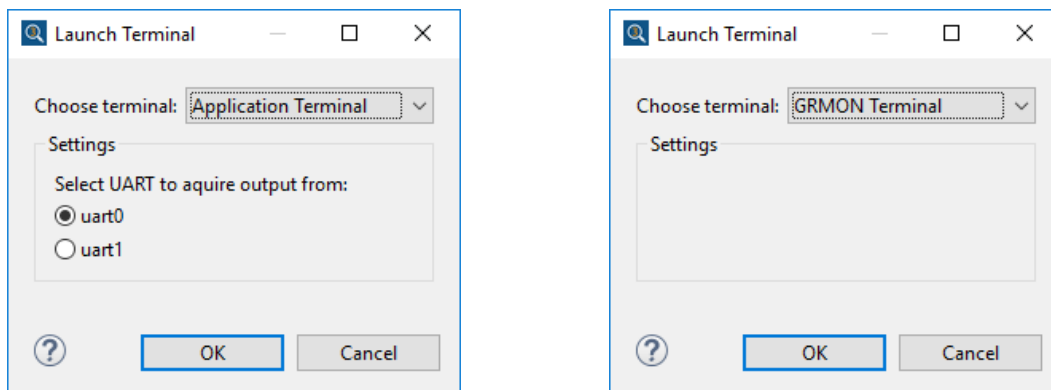 Launch Terminal
Choose terminal: Application Terminal
Settings
Select UART to aquire output from:
uart0
uart1
? OK Cancel
Launch Terminal
Choose terminal: GRMON Terminal
Settings
? OK Cancel